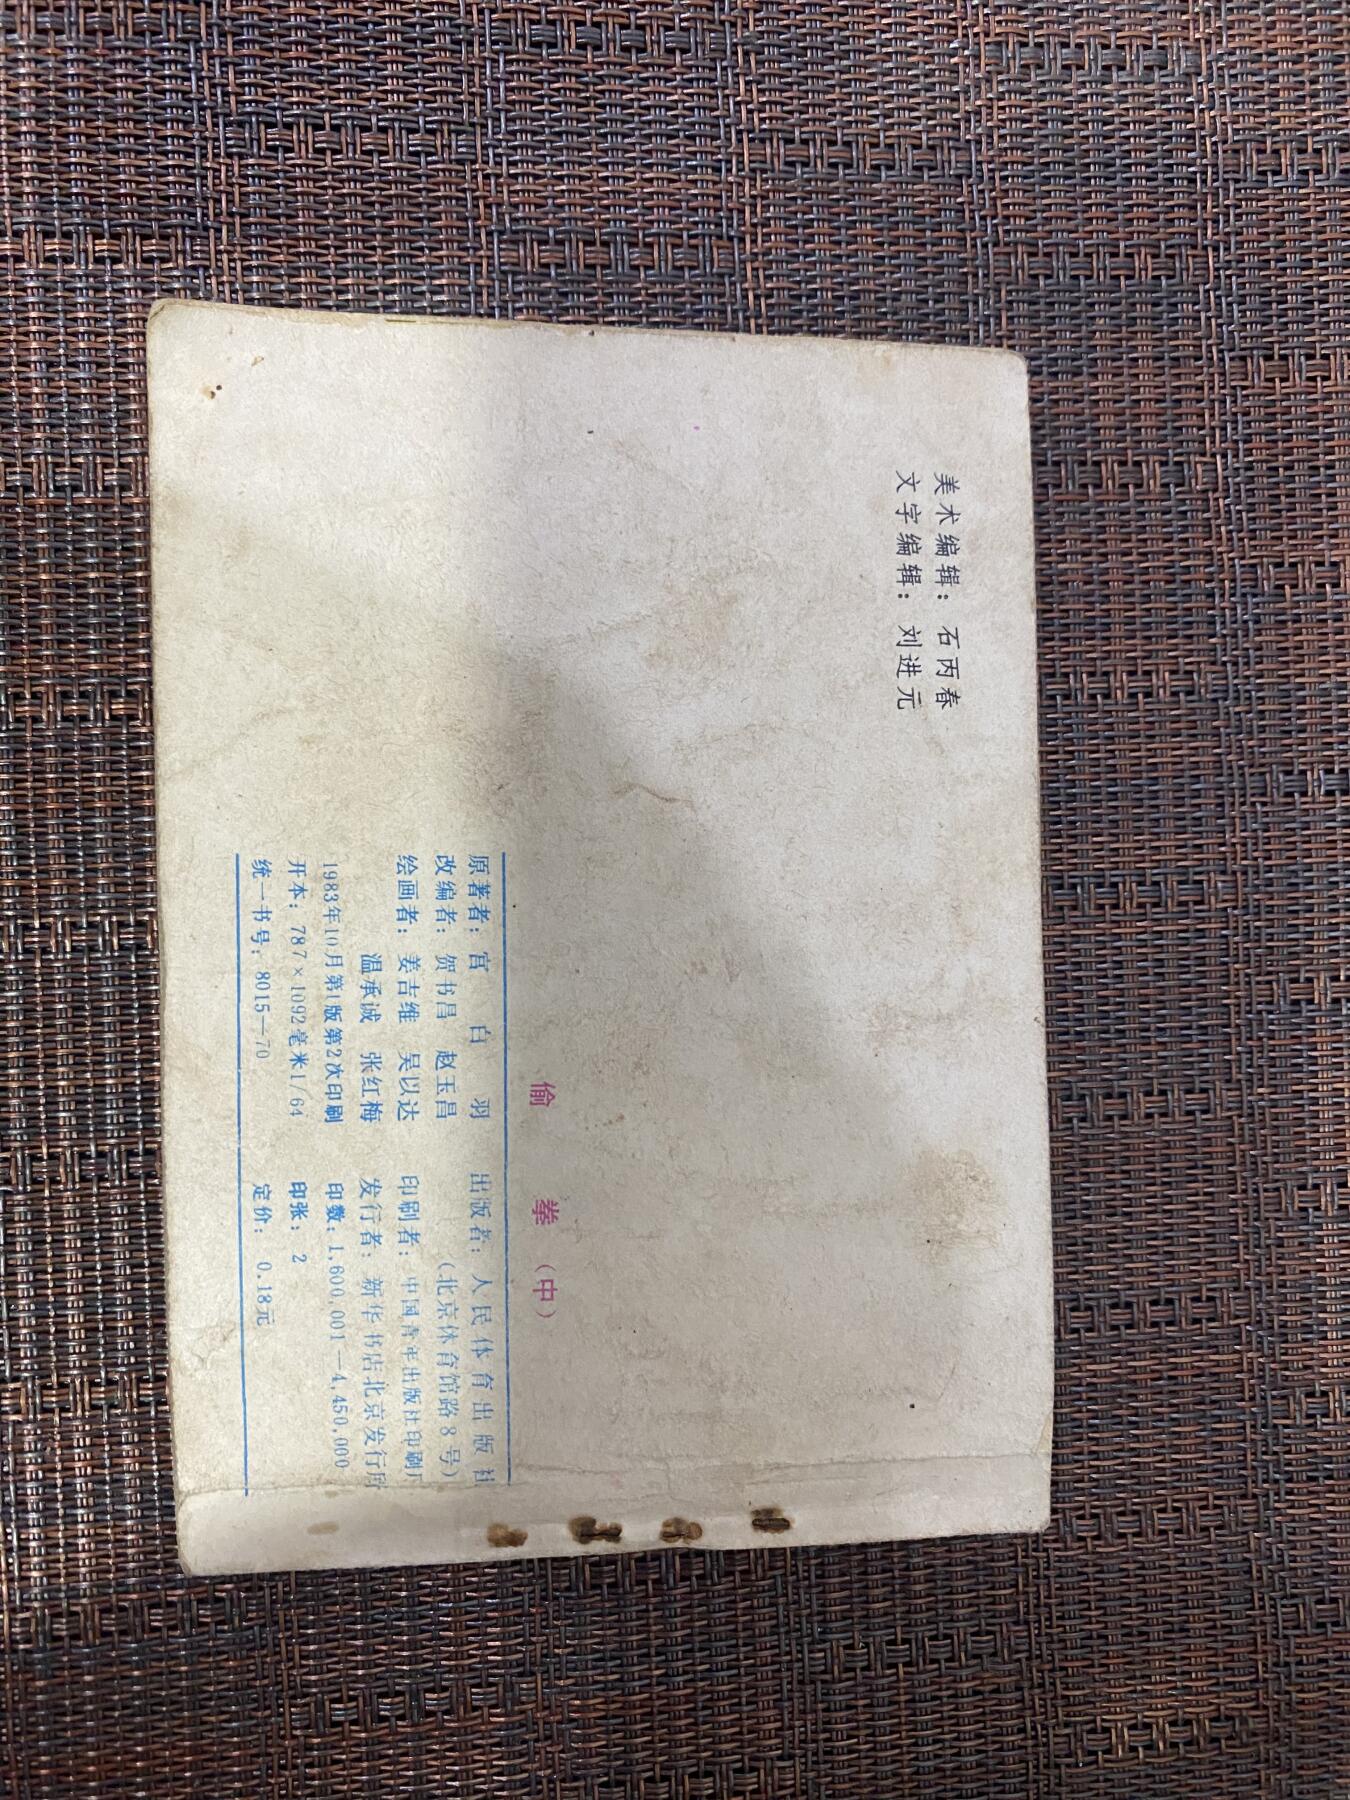 美术编辑：石丙春
文字编辑：刘进元
偷 拳（中）
原著者：宫 白 羽
改编者：贺书昌 赵玉昌
绘画者：姜吉维 吴以达
温承诚 张红梅
1983年10月第1版第2次印刷
开本：787×1092毫米1/64
统一书号：8015—70
出版者：人民体育出版社
（北京体育馆路8号）
印刷者：中国青年出版社印刷厂
发行者：新华书店北京发行所
印数：1,600,001—4,450,000
印张：2
定价：0.18元